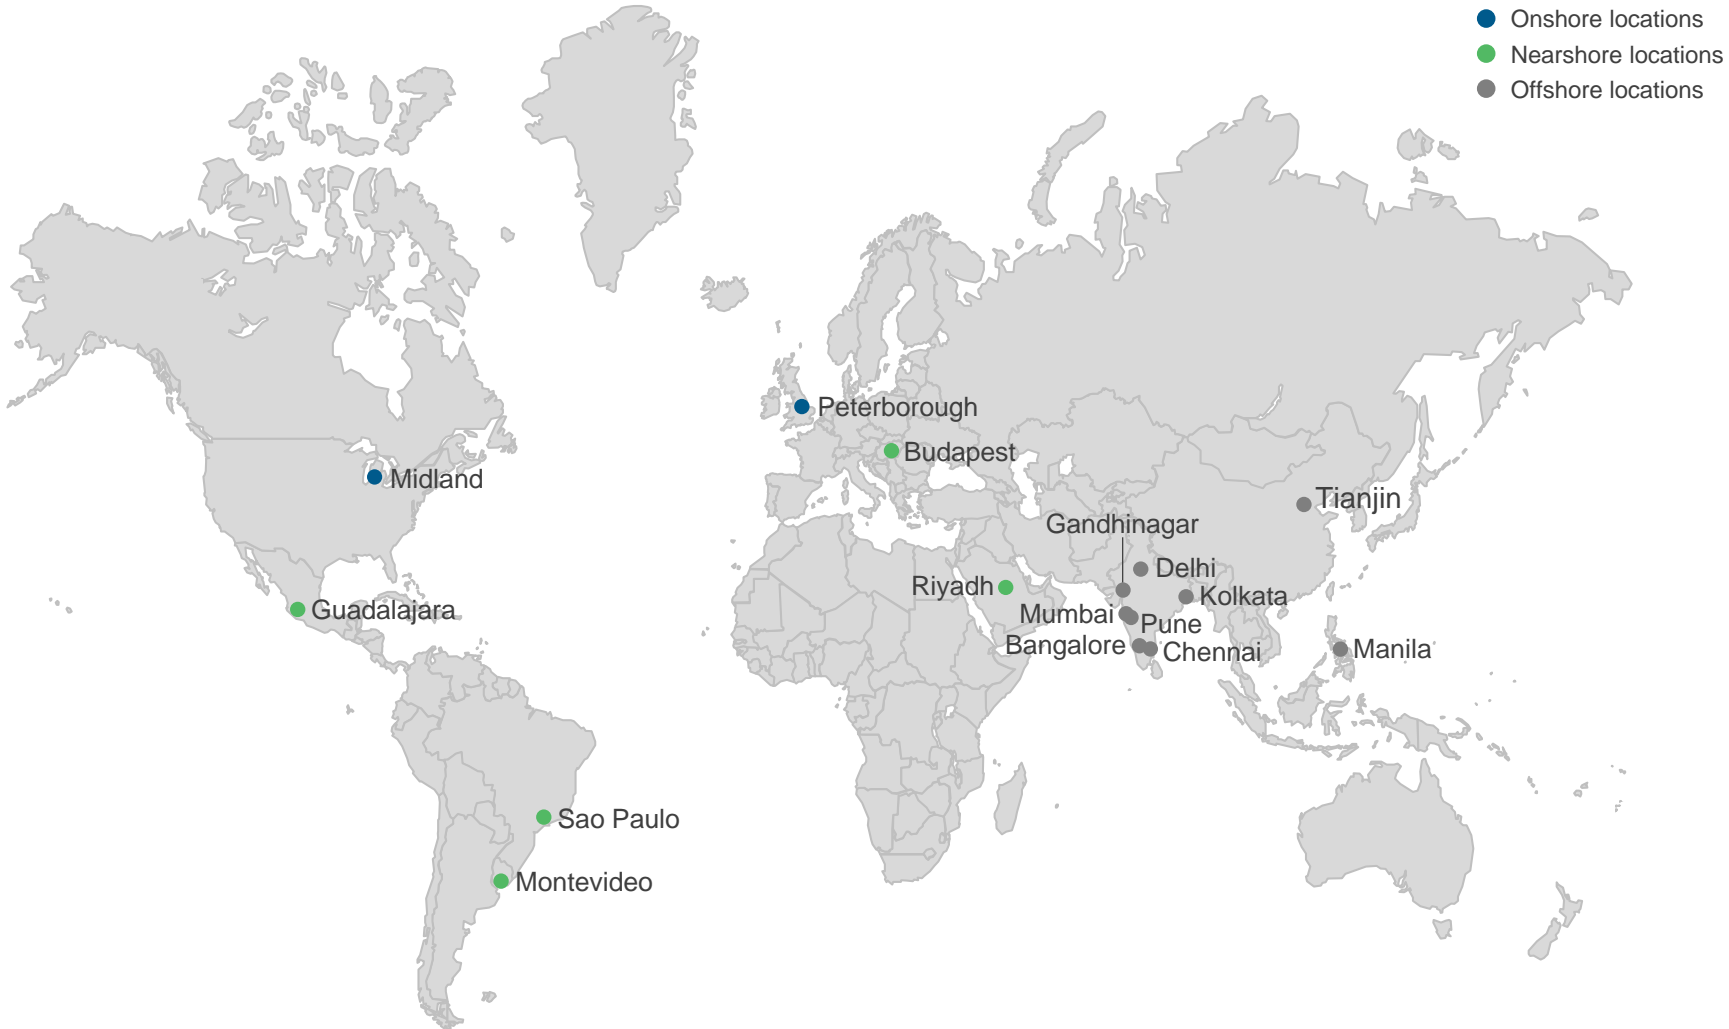 Onshore locations
Nearshore locations
Offshore locations
Peterborough
Budapest
Midland
Tianjin
Gandhinagar
Delhi
Riyadh
Kolkata
Guadalajara
Mumbai
Pune
Bangalore
Chennai
Manila
Sao Paulo
Montevideo